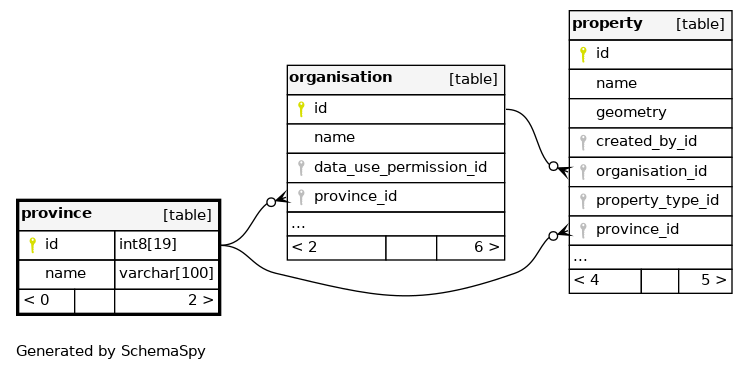 property [table]
id
name
geometry
created_by_id
organisation_id
property_type_id
province_id
...
< 4 5 >
organisation [table]
id
name
data_use_permission_id
province_id
...
< 2 6 >
province [table]
id int8[19]
name varchar[100]
< 0 2 >
Generated by SchemaSpy